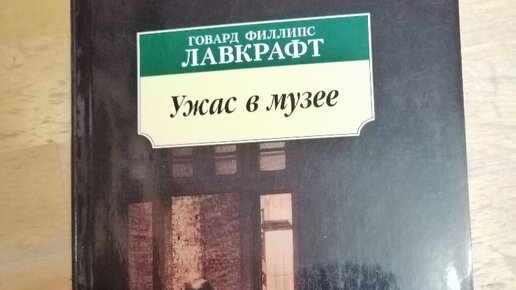 ГОВАРД ФИЛЛИПС
ЛАВКРАФТ
Ужас в музее